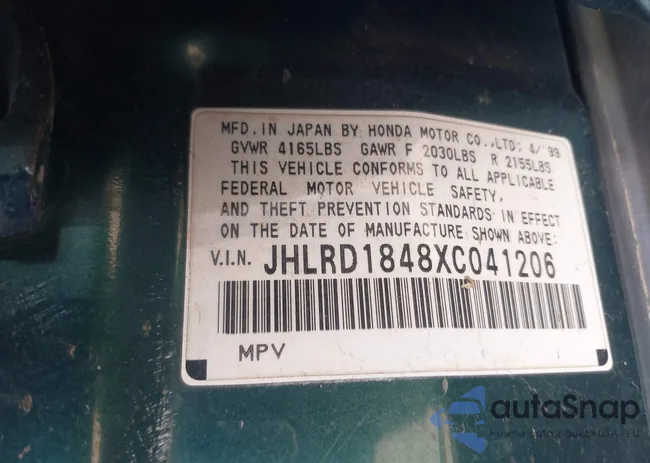 MFD. IN JAPAN BY HONDA MOTOR CO.,LTD; 4/'99
GVWR 4165LBS GAWR F 2030LBS R 2155LBS
THIS VEHICLE CONFORMS TO ALL APPLICABLE
FEDERAL MOTOR VEHICLE SAFETY,
AND THEFT PREVENTION STANDARDS IN EFFECT
ON THE DATE OF MANUFACTURE SHOWN ABOVE:
V.I.N. JHLRD1848XC041206
MPV
autaSnap